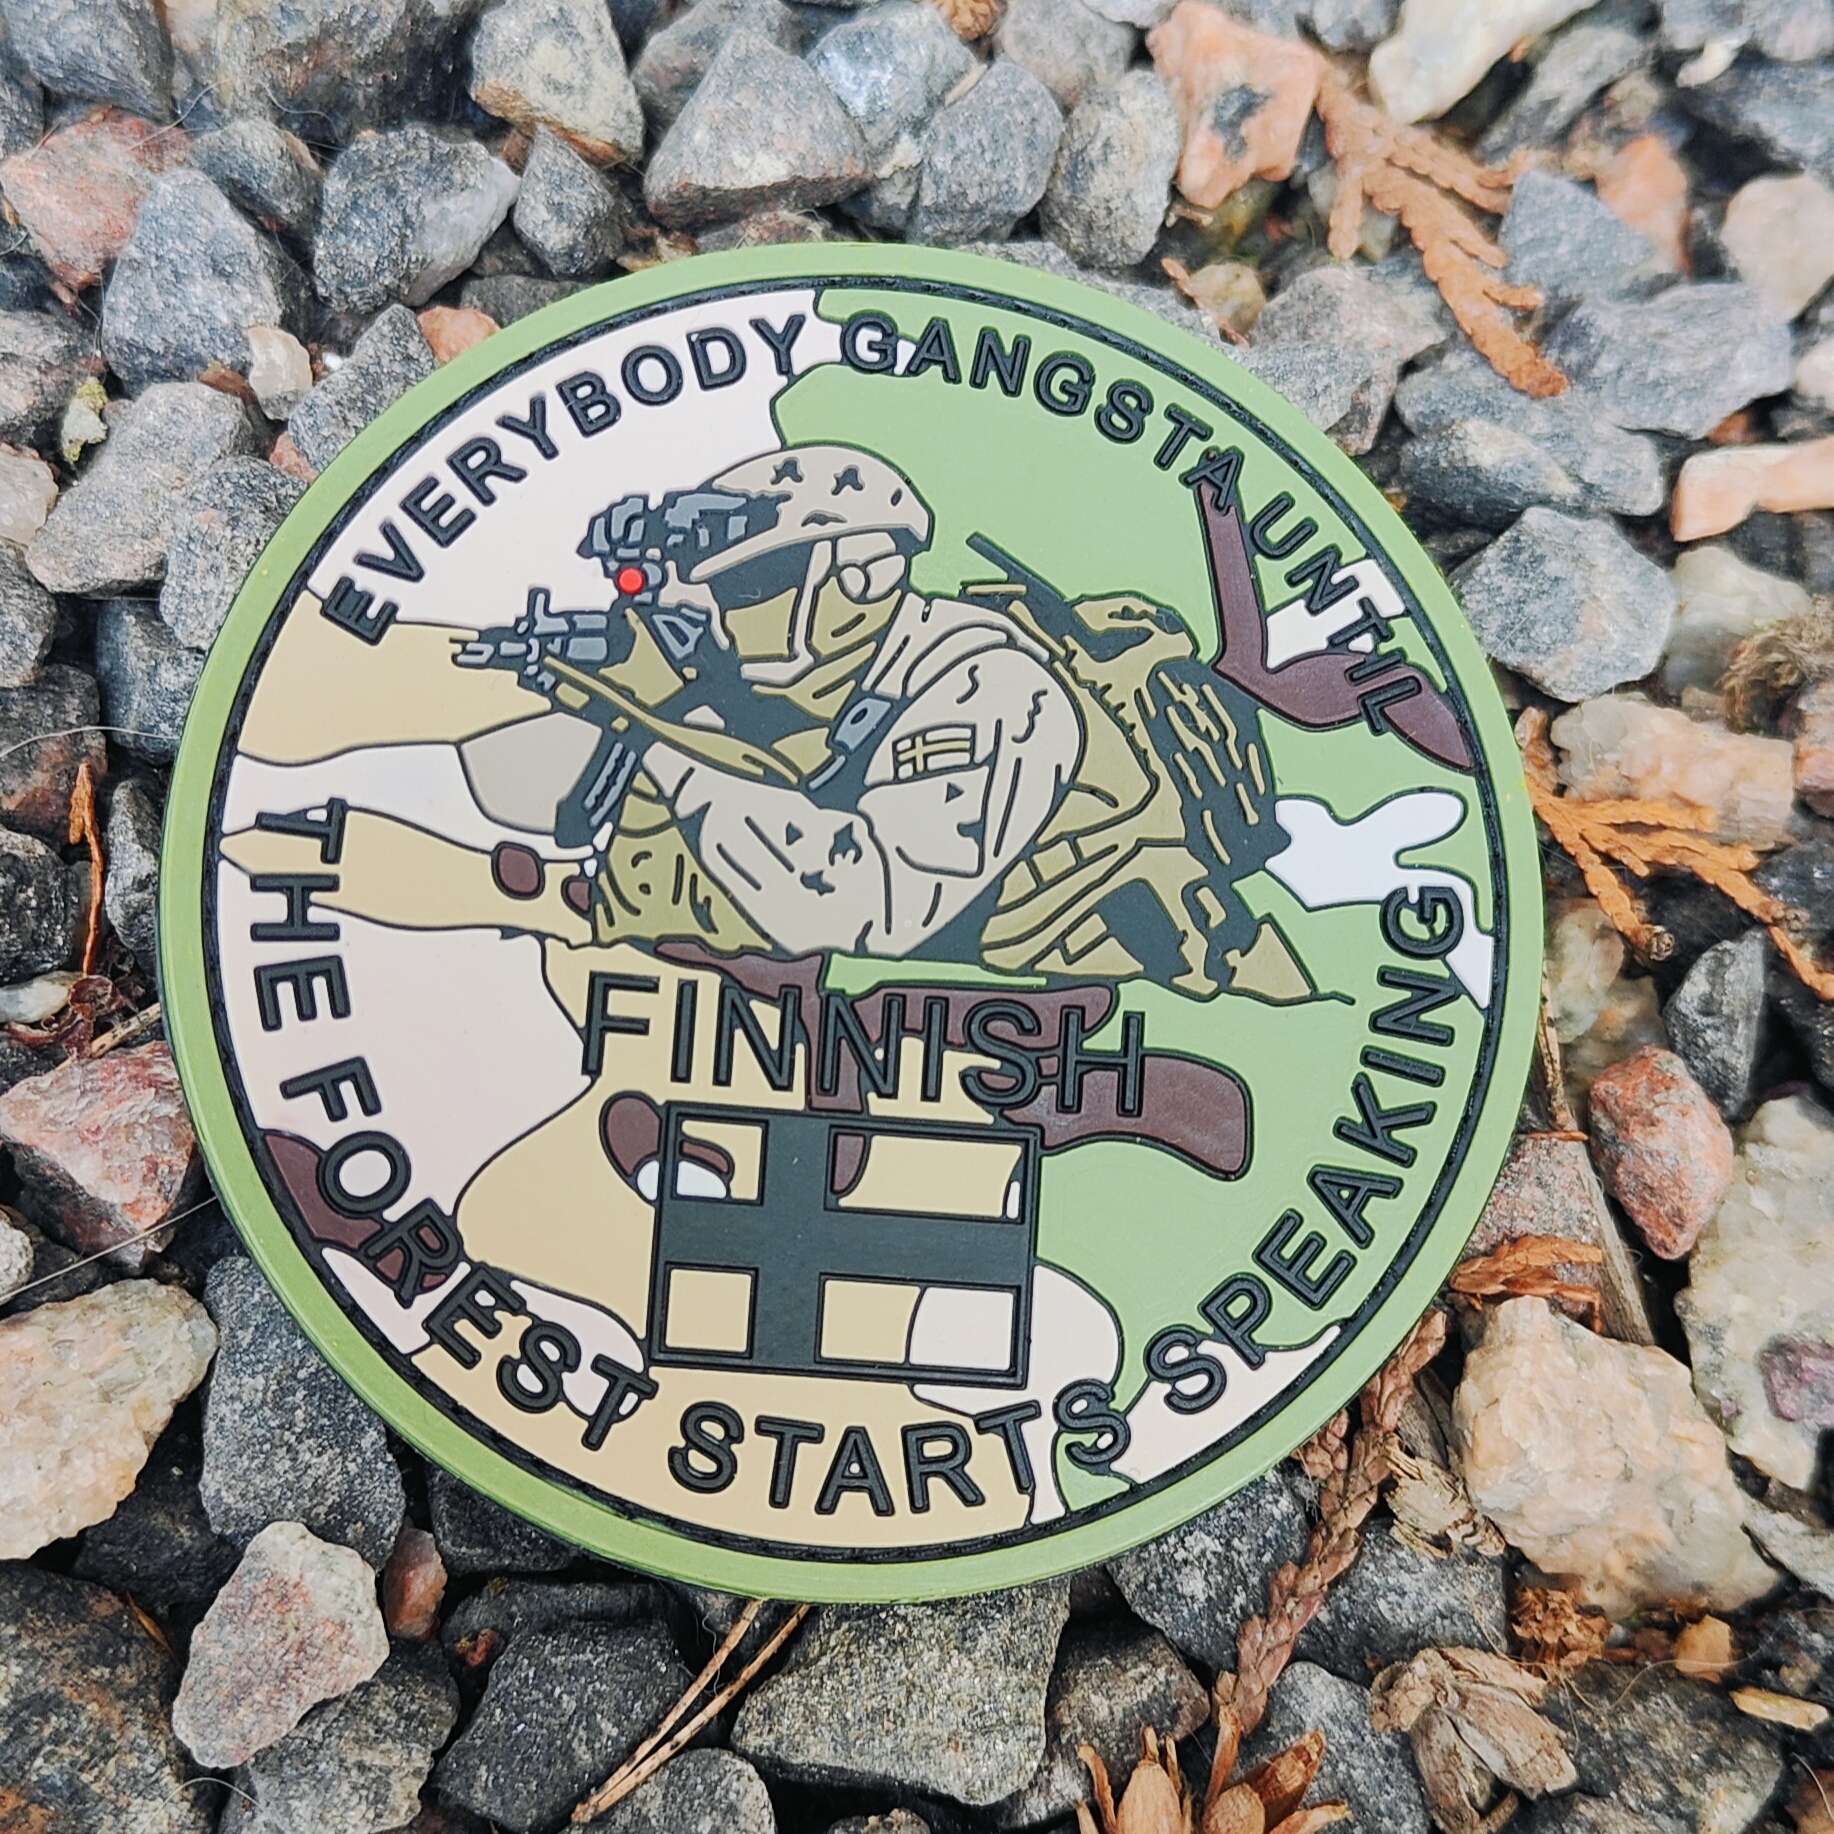 EVERYBODY GANGSTA UNTIL
THE FOREST STARTS SPEAKING
FINNISH